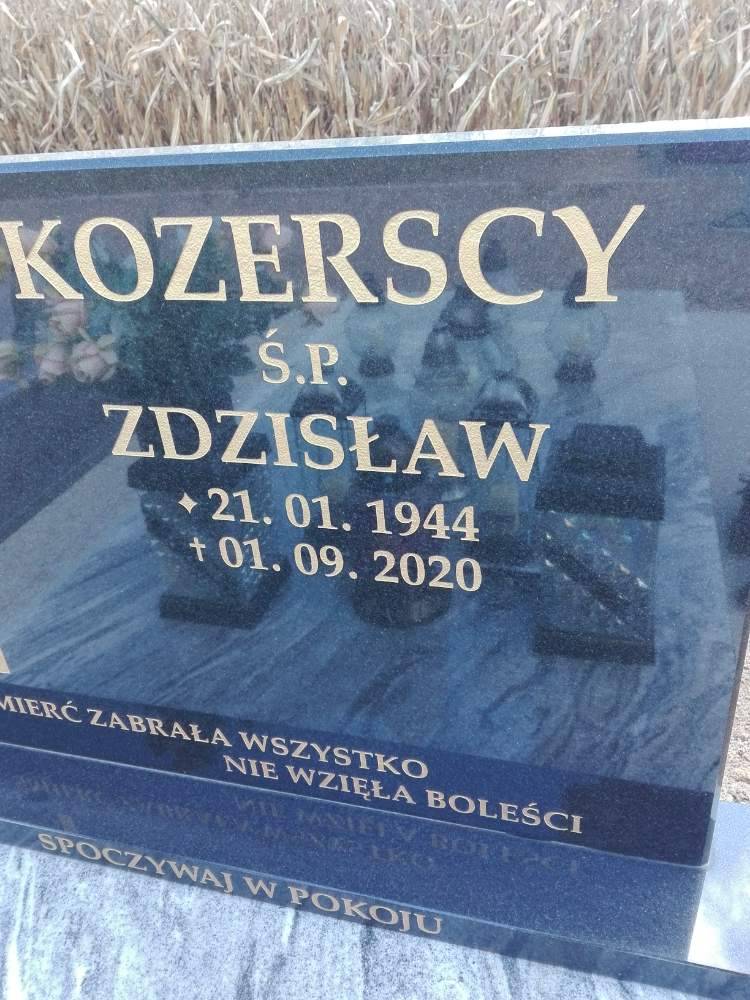 KOZERSCY
Ś.P.
ZDZISŁAW
21. 01. 1944
† 01. 09. 2020
MIERĆ ZABRAŁA WSZYSTKO
NIE WZIĘŁA BOLEŚCI
SPOCZYWAJ W POKOJU